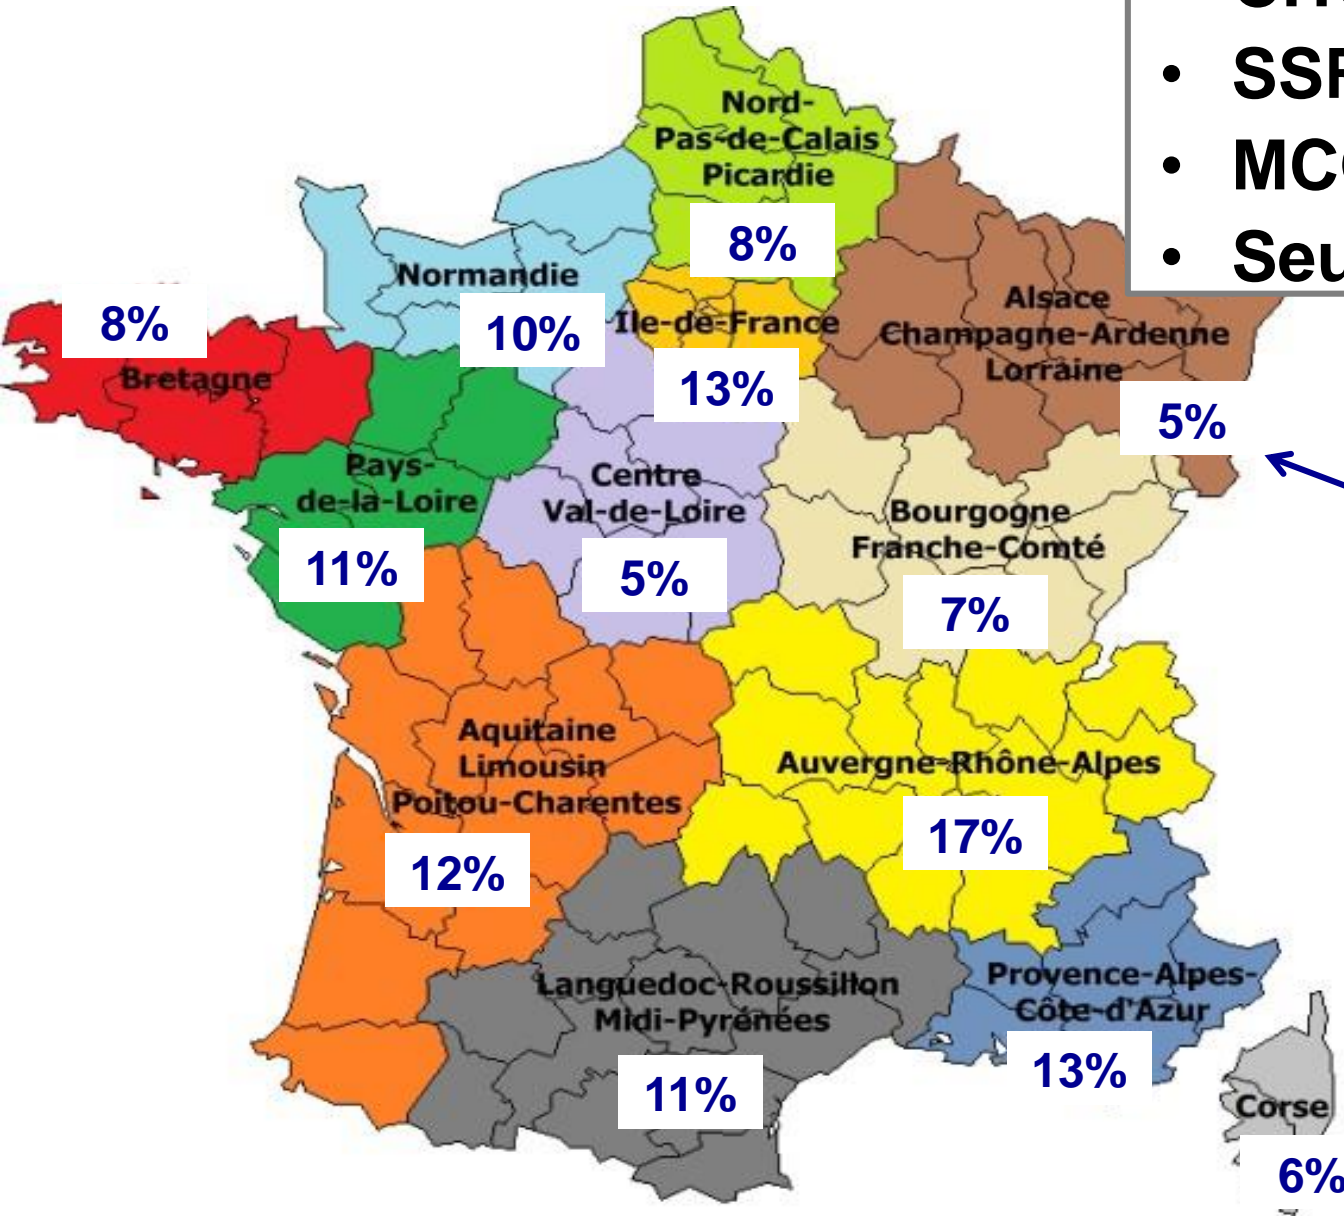 • SSR
• MCO
• Seu
Nord-
Pas-de-Calais
Picardie
8%
Normandie
10%
Ile-de-France
13%
Alsace
Champagne-Ardenne
Lorraine
5%
8%
Bretagne
Pays-
de-la-Loire
11%
Centre
Val-de-Loire
5%
Bourgogne
Franche-Comté
7%
Aquitaine
Limousin
Poitou-Charentes
12%
Auvergne-Rhône-Alpes
17%
Languedoc-Roussillon
Midi-Pyrénées
11%
Provence-Alpes-
Côte-d'Azur
13%
Corse
6%